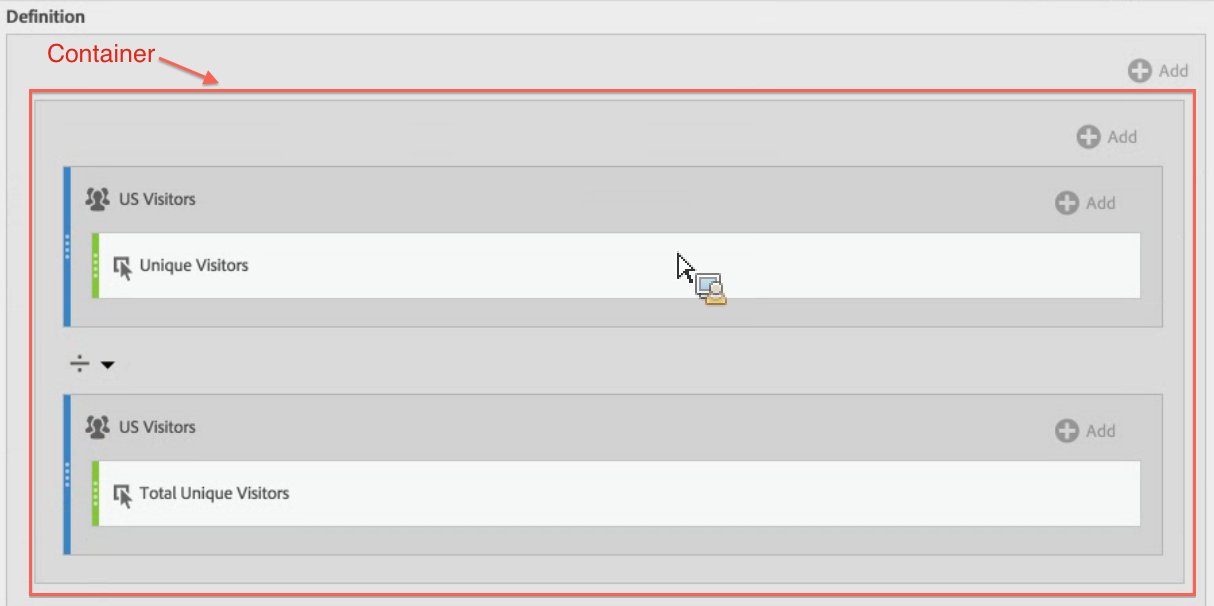 Definition
Container
Add
Add
US Visitors
Add
Unique Visitors
÷
US Visitors
Add
Total Unique Visitors